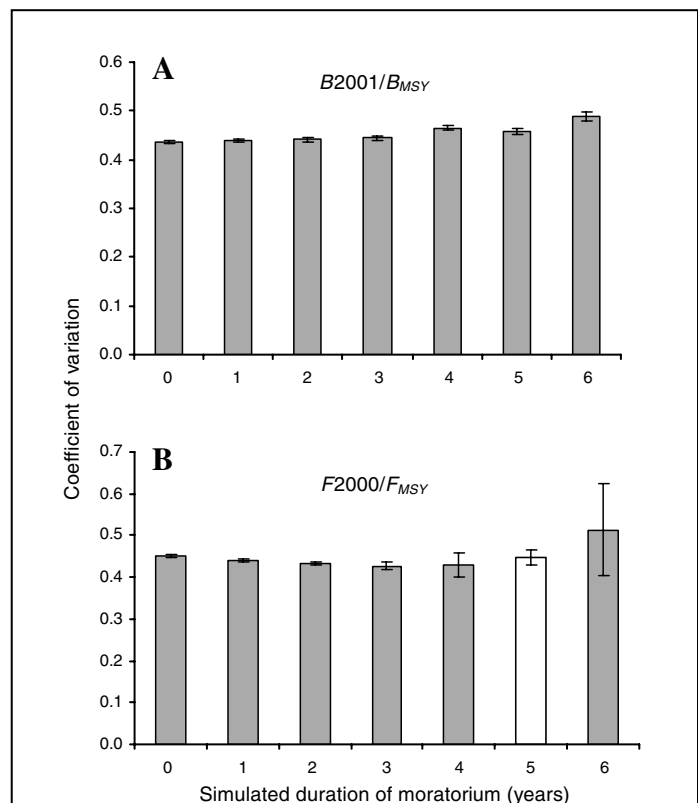 A
B2001/BMSY
0.6
0.5
0.4
0.3
0.2
0.1
0.0
0 1 2 3 4 5 6
Coefficient of variation
B
F2000/FMSY
0.7
0.6
0.5
0.4
0.3
0.2
0.1
0.0
0 1 2 3 4 5 6
Simulated duration of moratorium (years)